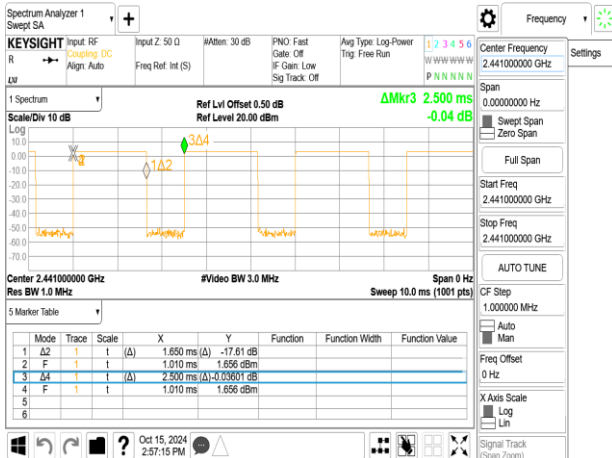 Spectrum Analyzer 1
Swept SA
Frequency
KEYSIGHT
R
Input: RF
Coupling: DC
Align: Auto
Input Z: 50 Ω
Freq Ref: Int (S)
#Atten: 30 dB
PNO: Fast
Gate: Off
IF Gain: Low
Sig Track: Off
Avg Type: Log-Power
Trig: Free Run
1 2 3 4 5 6
W W W W W W
P N N N N N
1 Spectrum
Scale/Div 10 dB
Ref Lvl Offset 0.50 dB
Ref Level 20.00 dBm
ΔMkr3 2.500 ms
-0.04 dB
Log
10.0
0.00
-10.0
-20.0
-30.0
-40.0
-50.0
-60.0
-70.0
1Δ2
3Δ4
Center 2.441000000 GHz
Res BW 1.0 MHz
#Video BW 3.0 MHz
Span 0 Hz
Sweep 10.0 ms (1001 pts)
5 Marker Table
Mode Trace Scale X Y Function Function Width Function Value
1 Δ2 1 t (Δ) 1.650 ms (Δ) -17.61 dB
2 F 1 t 1.010 ms 1.656 dBm
3 Δ4 1 t (Δ) 2.500 ms (Δ) -0.03601 dB
4 F 1 t 1.010 ms 1.656 dBm
5
6
Oct 15, 2024
2:57:15 PM
?
Center Frequency
2.441000000 GHz
Settings
Span
0.00000000 Hz
Swept Span
Zero Span
Full Span
Start Freq
2.441000000 GHz
Stop Freq
2.441000000 GHz
AUTO TUNE
CF Step
1.000000 MHz
Auto
Man
Freq Offset
0 Hz
X Axis Scale
Log
Lin
Signal Track
(Span Zoom)